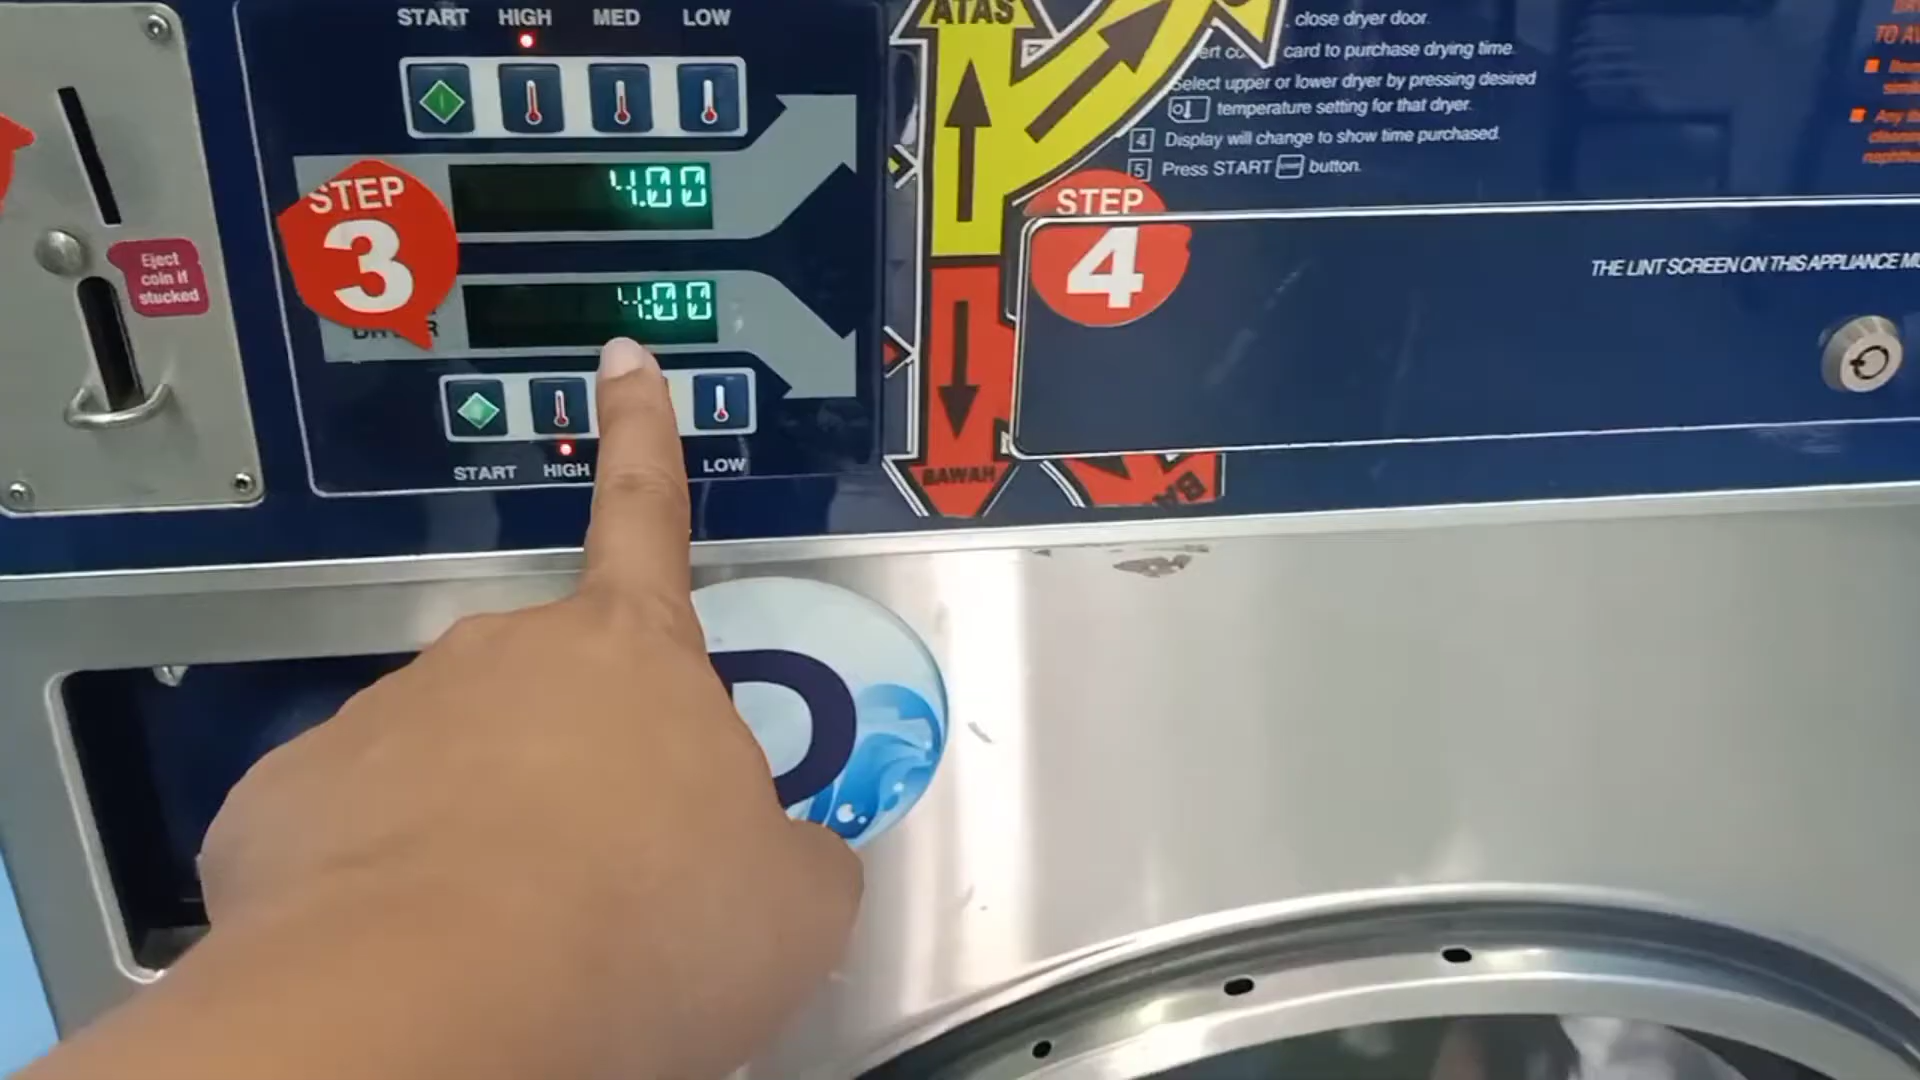 START HIGH MED LOW
4.00
STEP
3
4:00
START HIGH LOW
Eject
coin if
stucked
ATAS
BAWAH
close dryer door.
card to purchase drying time.
Select upper or lower dryer by pressing desired
temperature setting for that dryer.
4 Display will change to show time purchased.
5 Press START button.
STEP
4
THE LINT SCREEN ON THIS APPLIANCE
TO
Any